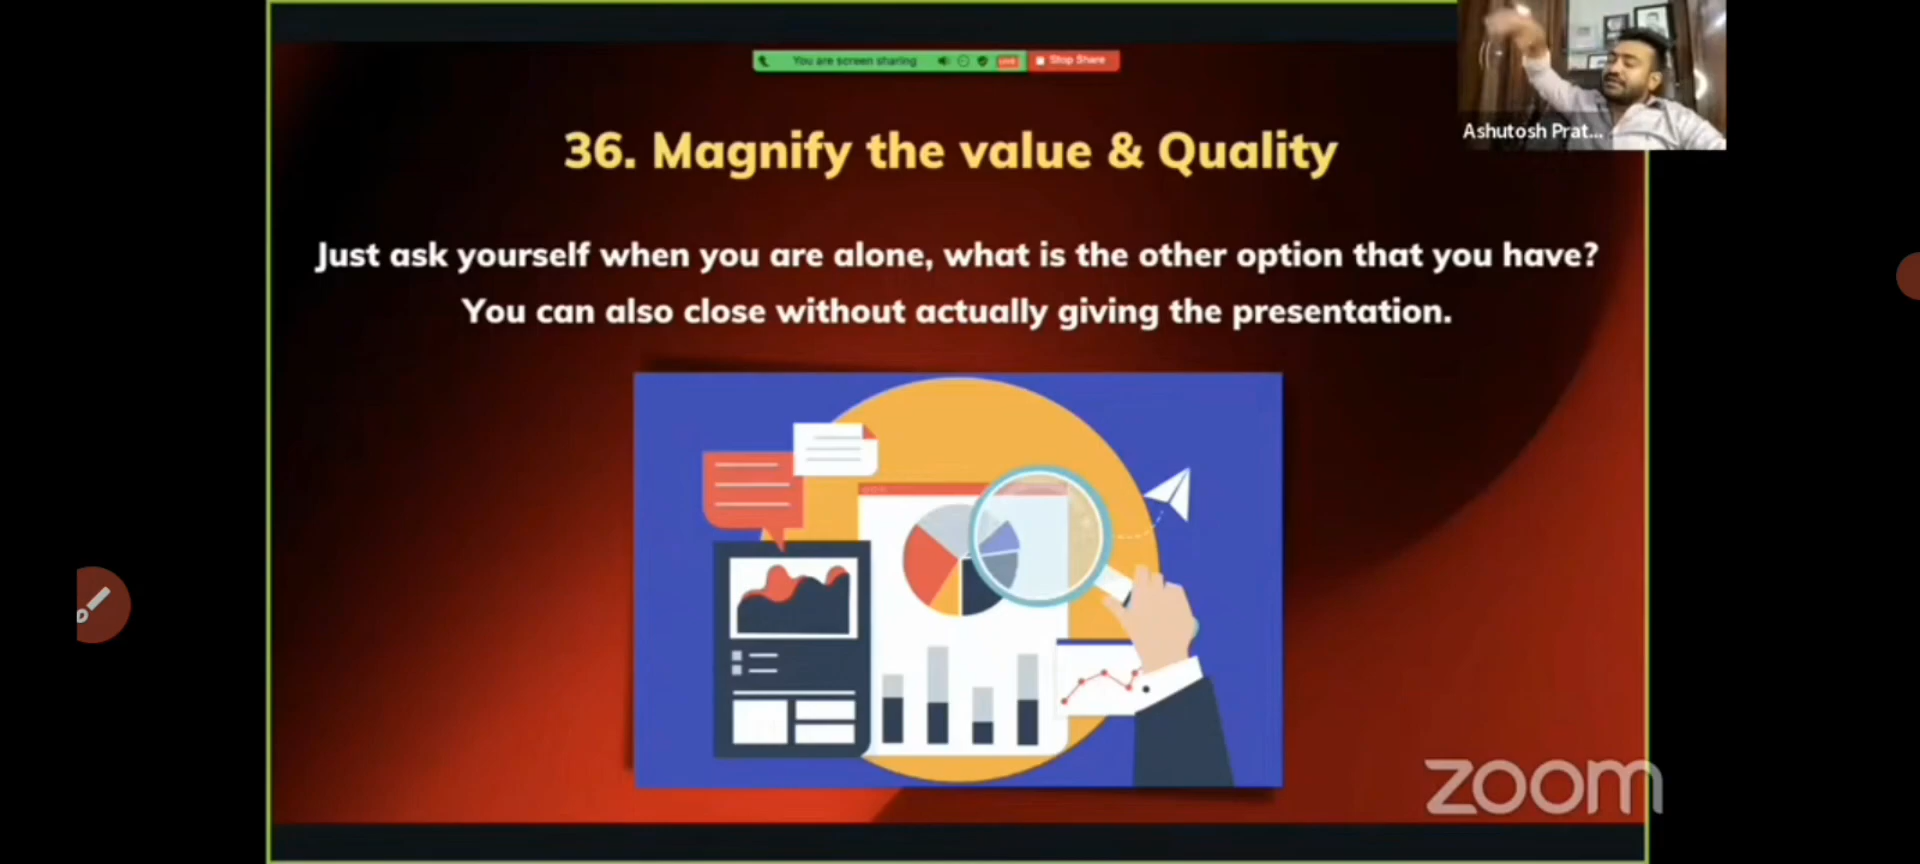 You are screen sharing
LIVE
Stop Share
Ashutosh Prat...
36. Magnify the value & Quality
Just ask yourself when you are alone, what is the other option that you have?
You can also close without actually giving the presentation.
zoom